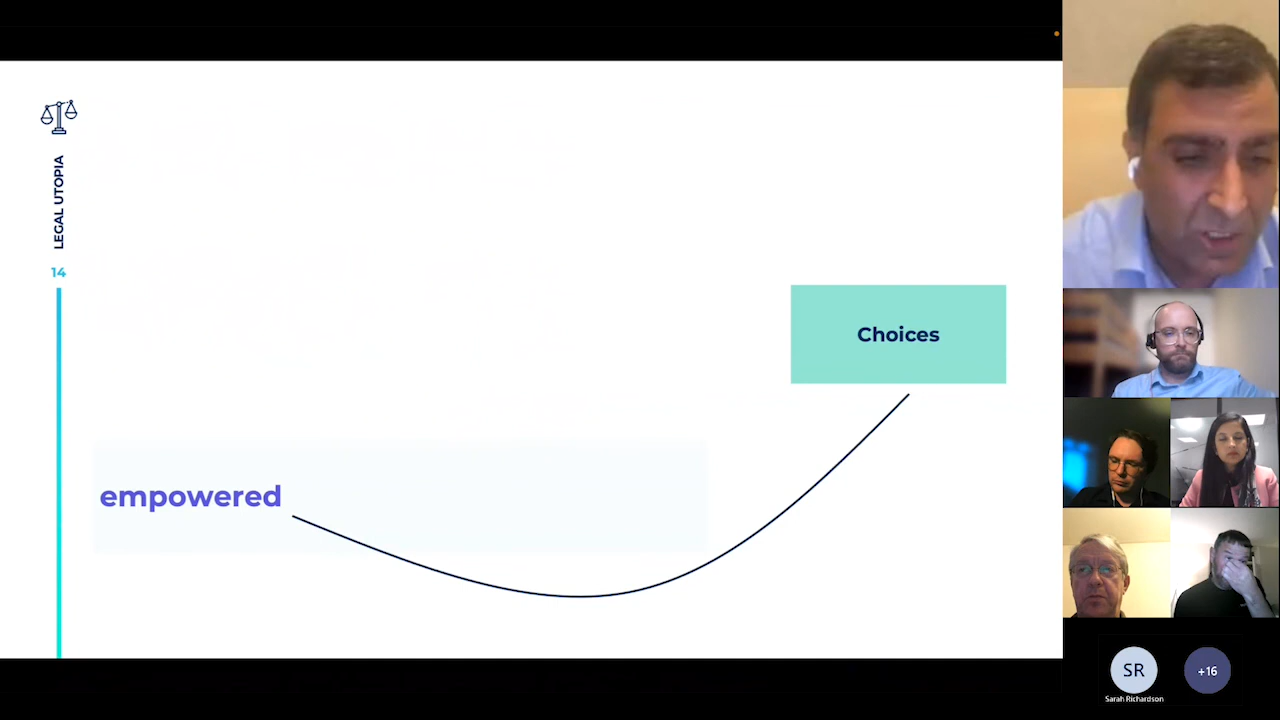 LEGAL UTOPIA
14
Choices
empowered
SR
Sarah Richardson
+16